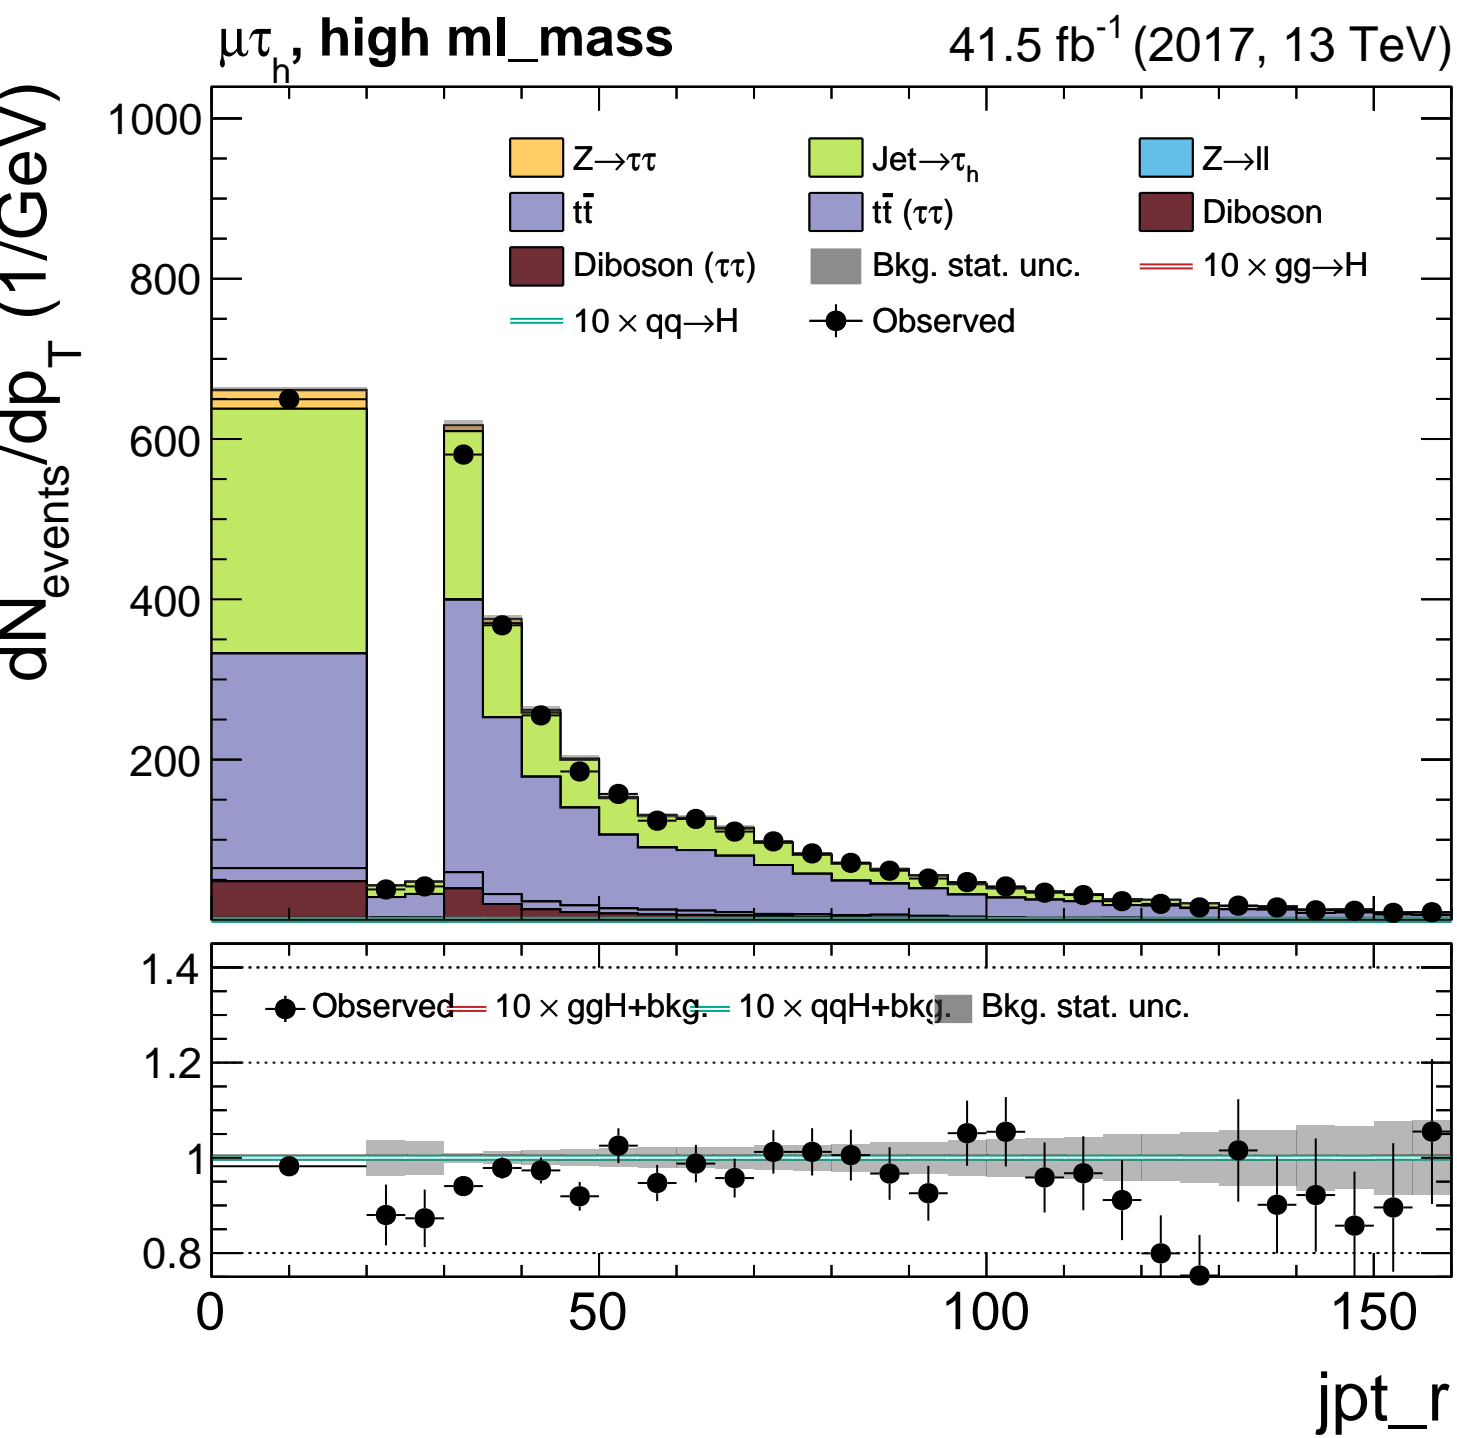 μτh, high ml_mass 41.5 fb-1 (2017, 13 TeV)
dNevents/dpT (1/GeV)
1000
800
600
400
200
Z→ττ Jet→τh Z→ll
tt̄ tt̄ (ττ) Diboson
Diboson (ττ) Bkg. stat. unc. 10 × gg→H
10 × qq→H Observed
1.4
1.2
1
0.8
Observed 10 × ggH+bkg. 10 × qqH+bkg. Bkg. stat. unc.
0 50 100 150
jpt_r